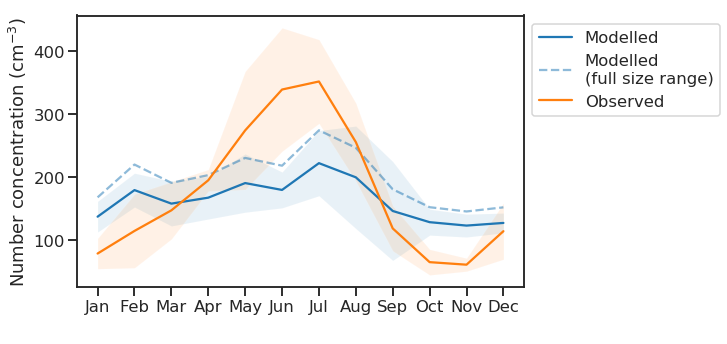 Number concentration (cm⁻³)
400
300
200
100
Jan Feb Mar Apr May Jun Jul Aug Sep Oct Nov Dec
Modelled
Modelled
(full size range)
Observed